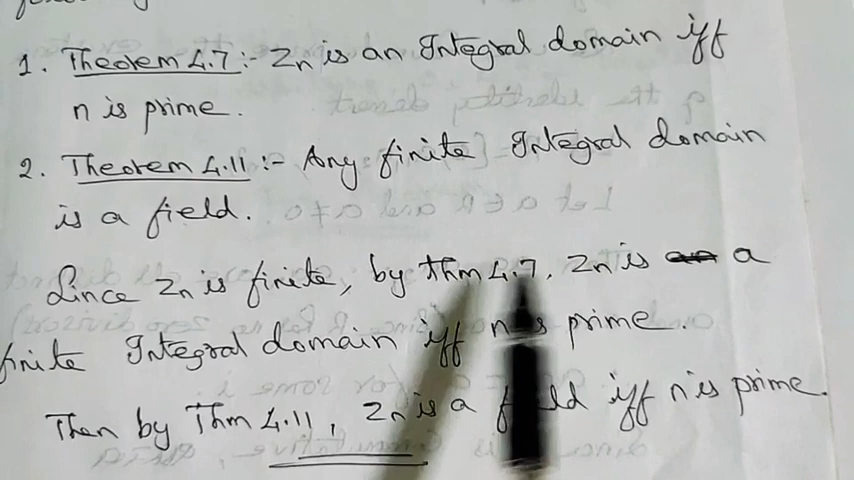 1. Theorem 4.7 :- Zn is an Integral domain iff
n is prime.
2. Theorem 4.11 :- Any finite Integral domain
is a field.
Since Zn is finite, by thm 4.7, Zn is a
finite Integral domain iff n is prime.
Then by Thm 4.11, Zn is a field iff n is prime.